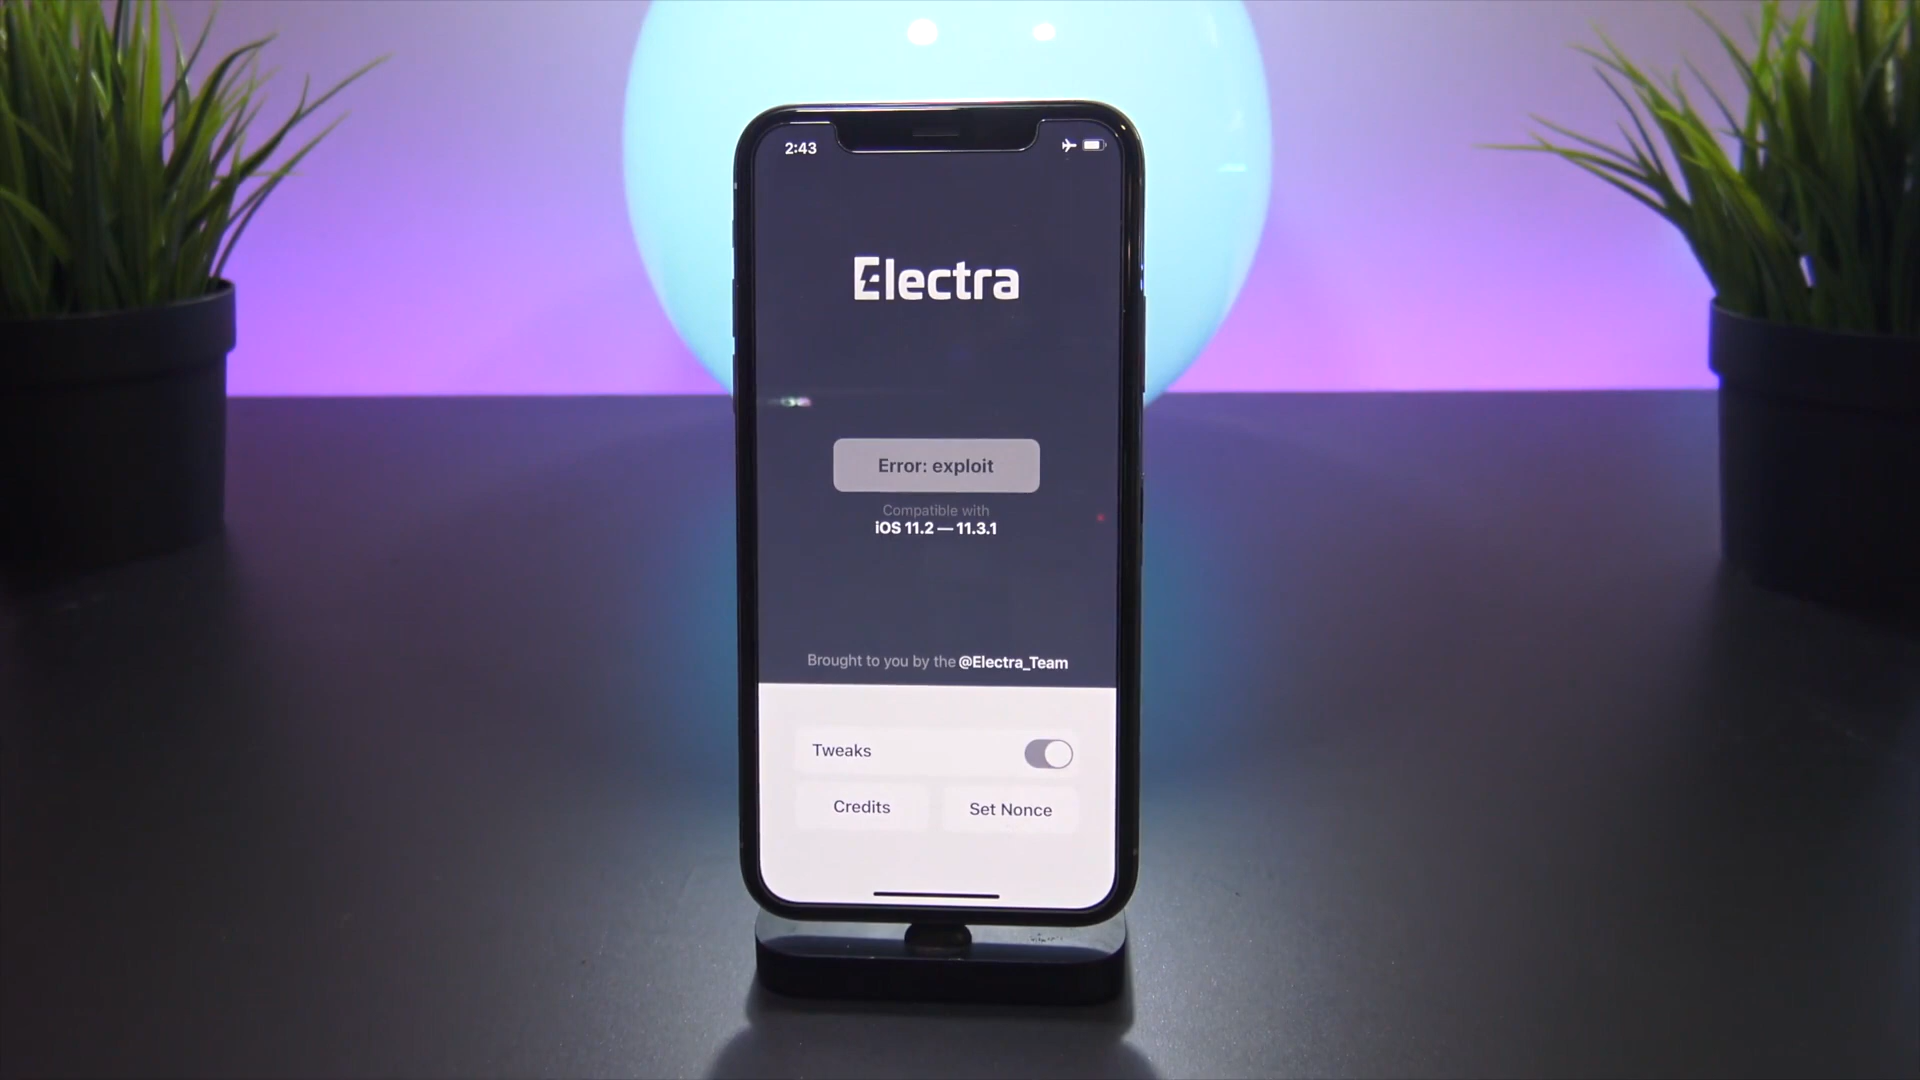 2:43
Electra
Error: exploit
Compatible with
iOS 11.2 — 11.3.1
Brought to you by the @Electra_Team
Tweaks
Credits
Set Nonce